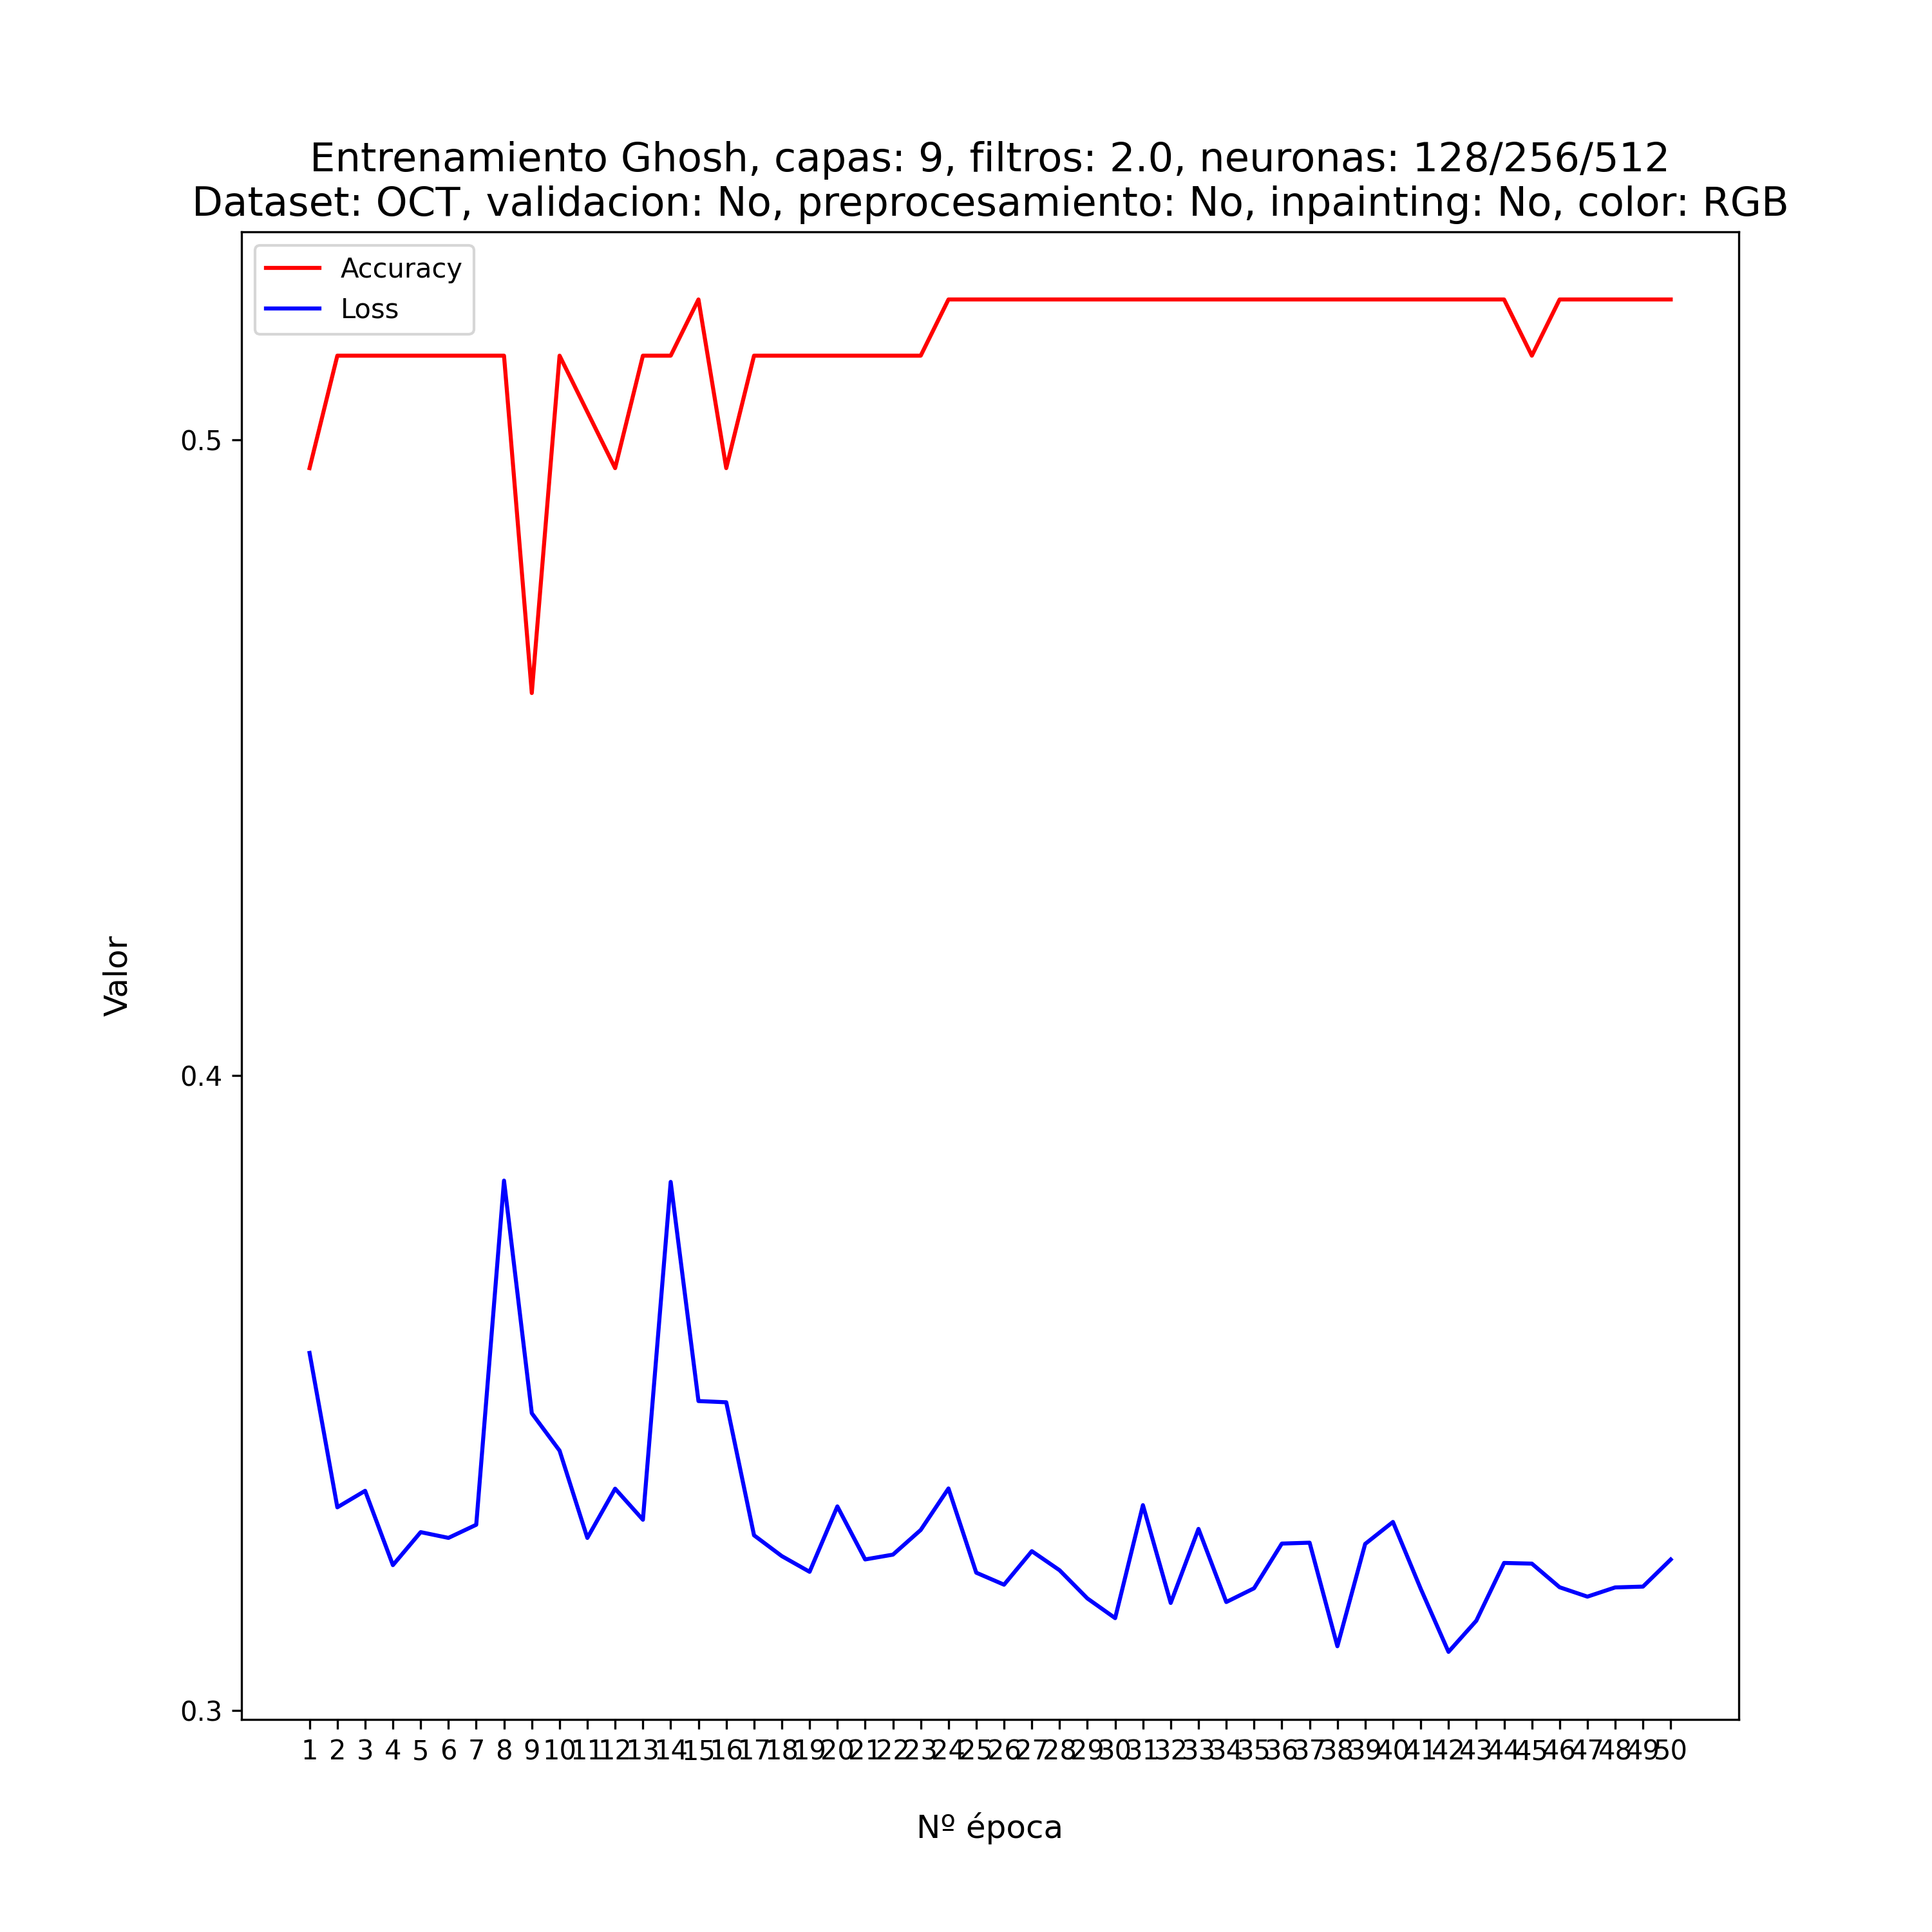 Entrenamiento Ghosh, capas: 9, filtros: 2.0, neuronas: 128/256/512
Dataset: OCT, validacion: No, preprocesamiento: No, inpainting: No, color: RGB
Accuracy
Loss
0.5
0.4
0.3
Valor
1 2 3 4 5 6 7 8 9 10 11 12 13 14 15 16 17 18 19 20 21 22 23 24 25 26 27 28 29 30 31 32 33 34 35 36 37 38 39 40 41 42 43 44 45 46 47 48 49 50
Nº época